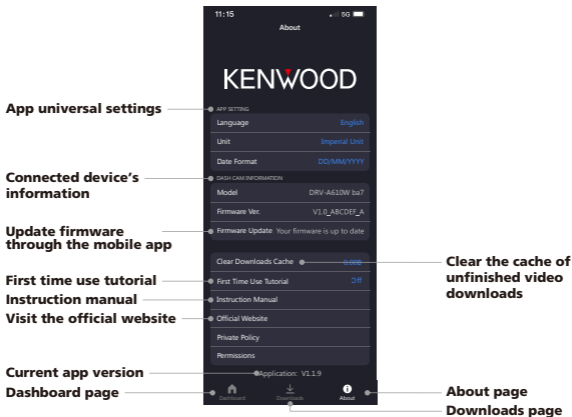 11:15
5G
About
KENWOOD
App universal settings
APP SETTING
Language English
Unit Imperial Unit
Date Format DD/MM/YYYY
Connected device's
information
DASH CAM INFORMATION
Model DRV-A610W ba7
Firmware Ver. V1.0_ABCDEF_A
Update firmware
through the mobile app
Firmware Update Your firmware is up to date
Clear Downloads Cache 0.00B
Clear the cache of
unfinished video
downloads
First time use tutorial
First Time Use Tutorial Off
Instruction manual
Instruction Manual
Visit the official website
Official Website
Private Policy
Permissions
Current app version
Application: V1.1.9
Dashboard page
Dashboard
Downloads
About
About page
Downloads page